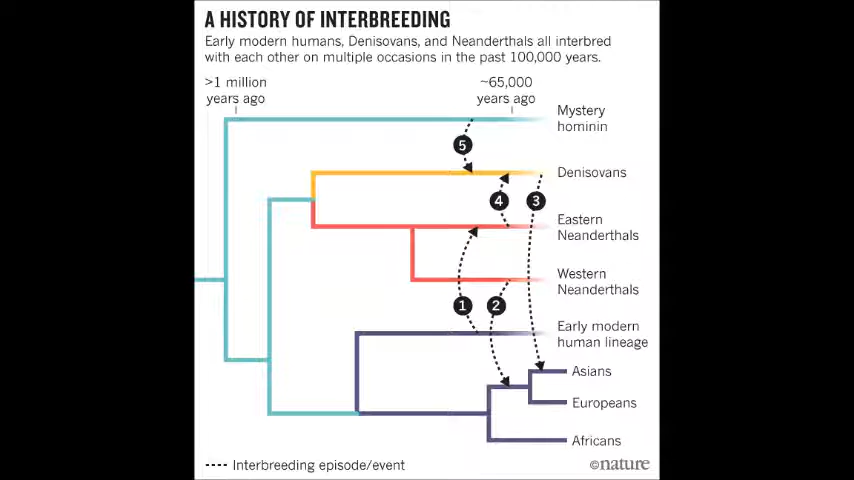 A HISTORY OF INTERBREEDING
Early modern humans, Denisovans, and Neanderthals all interbred
with each other on multiple occasions in the past 100,000 years.
>1 million
years ago
~65,000
years ago
Mystery
hominin
5
Denisovans
4
3
Eastern
Neanderthals
Western
Neanderthals
1
2
Early modern
human lineage
Asians
Europeans
Africans
Interbreeding episode/event
©nature